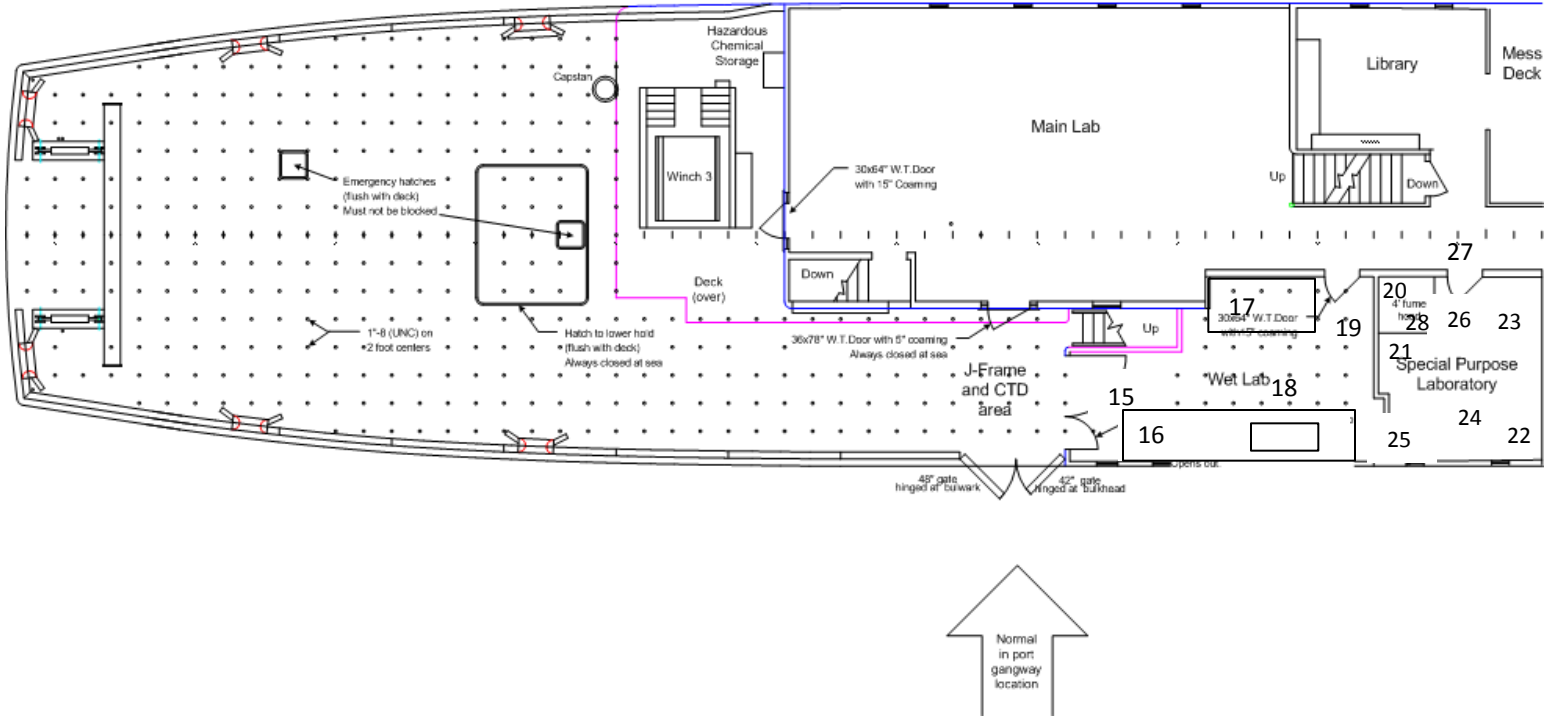 Hazardous
Chemical
Storage
Capstan
Library
Mess
Deck
Main Lab
Winch 3
30x64" W.T.Door
with 15" Coaming
Up
Down
Emergency hatches
(flush with deck)
Must not be blocked
27
Down
Deck
(over)
17
20
4' fume
28
26
23
19
1"-8 (UNC) on
2 foot centers
Hatch to lower hold
(flush with deck)
Always closed at sea
36x78" W.T.Door with 6" coaming
Always closed at sea
Up
21
Special Purpose
Laboratory
J-Frame
and CTD
area
Wet Lab
18
15
16
24
25
22
Opens out
48" gate
hinged at bulwark
42" gate
hinged at bulkhead
Normal
in port
gangway
location